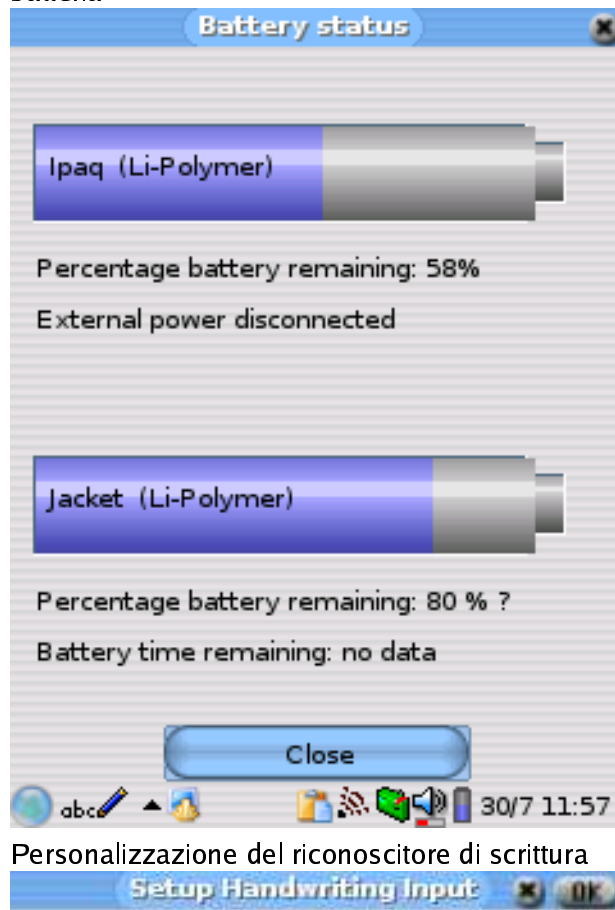 Battery status
Ipaq (Li-Polymer)
Percentage battery remaining: 58%
External power disconnected
Jacket (Li-Polymer)
Percentage battery remaining: 80 % ?
Battery time remaining: no data
Close
abc 30/7 11:57
Personalizzazione del riconoscitore di scrittura
Setup Handwriting Input OK